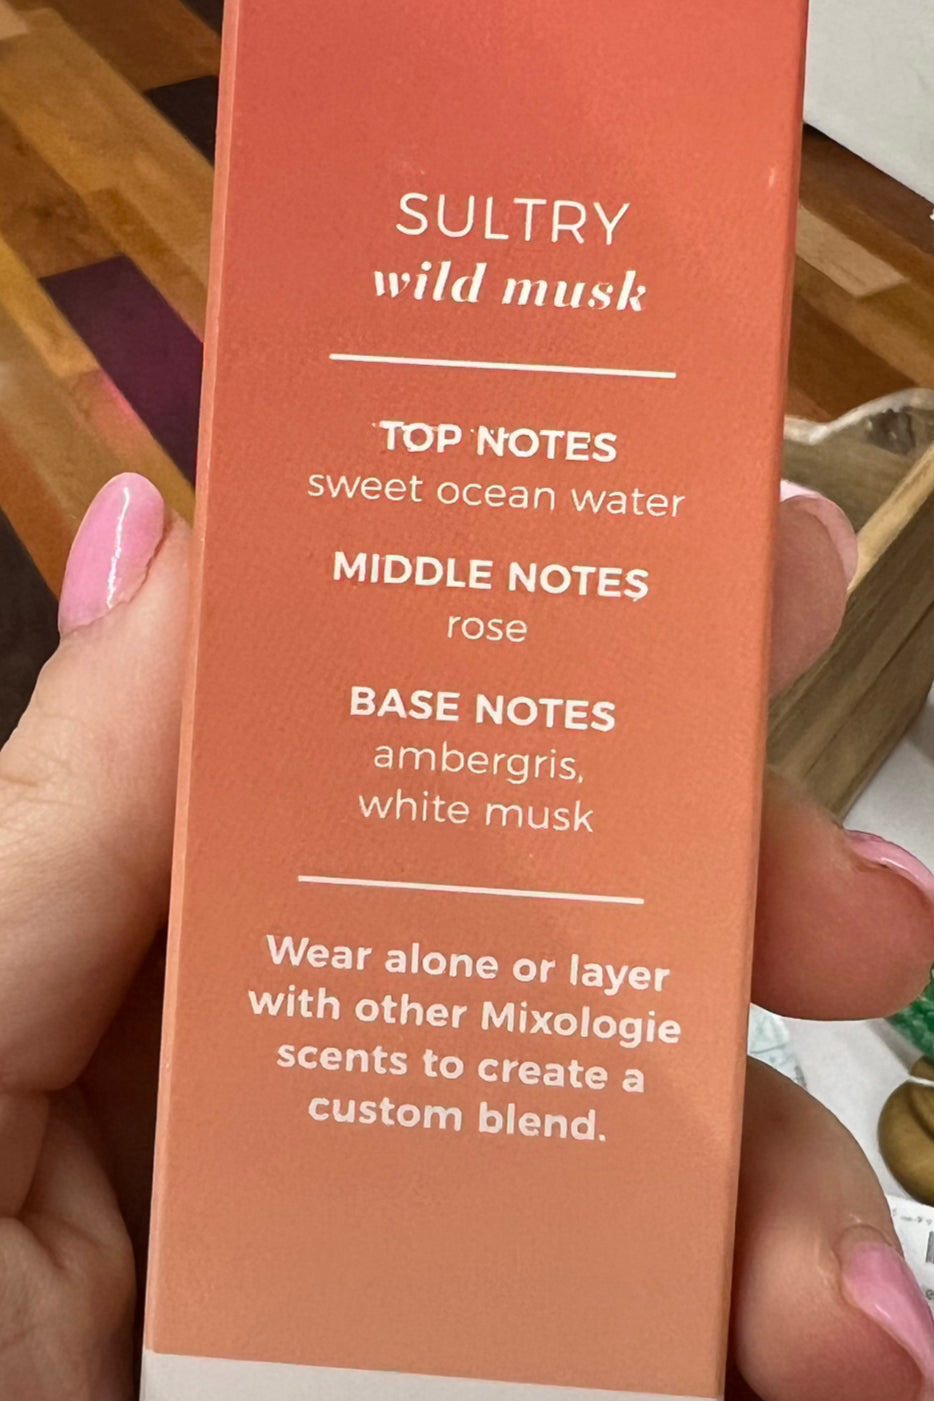 SULTRY
wild musk
TOP NOTES
sweet ocean water
MIDDLE NOTES
rose
BASE NOTES
ambergris,
white musk
Wear alone or layer
with other Mixologie
scents to create a
custom blend.